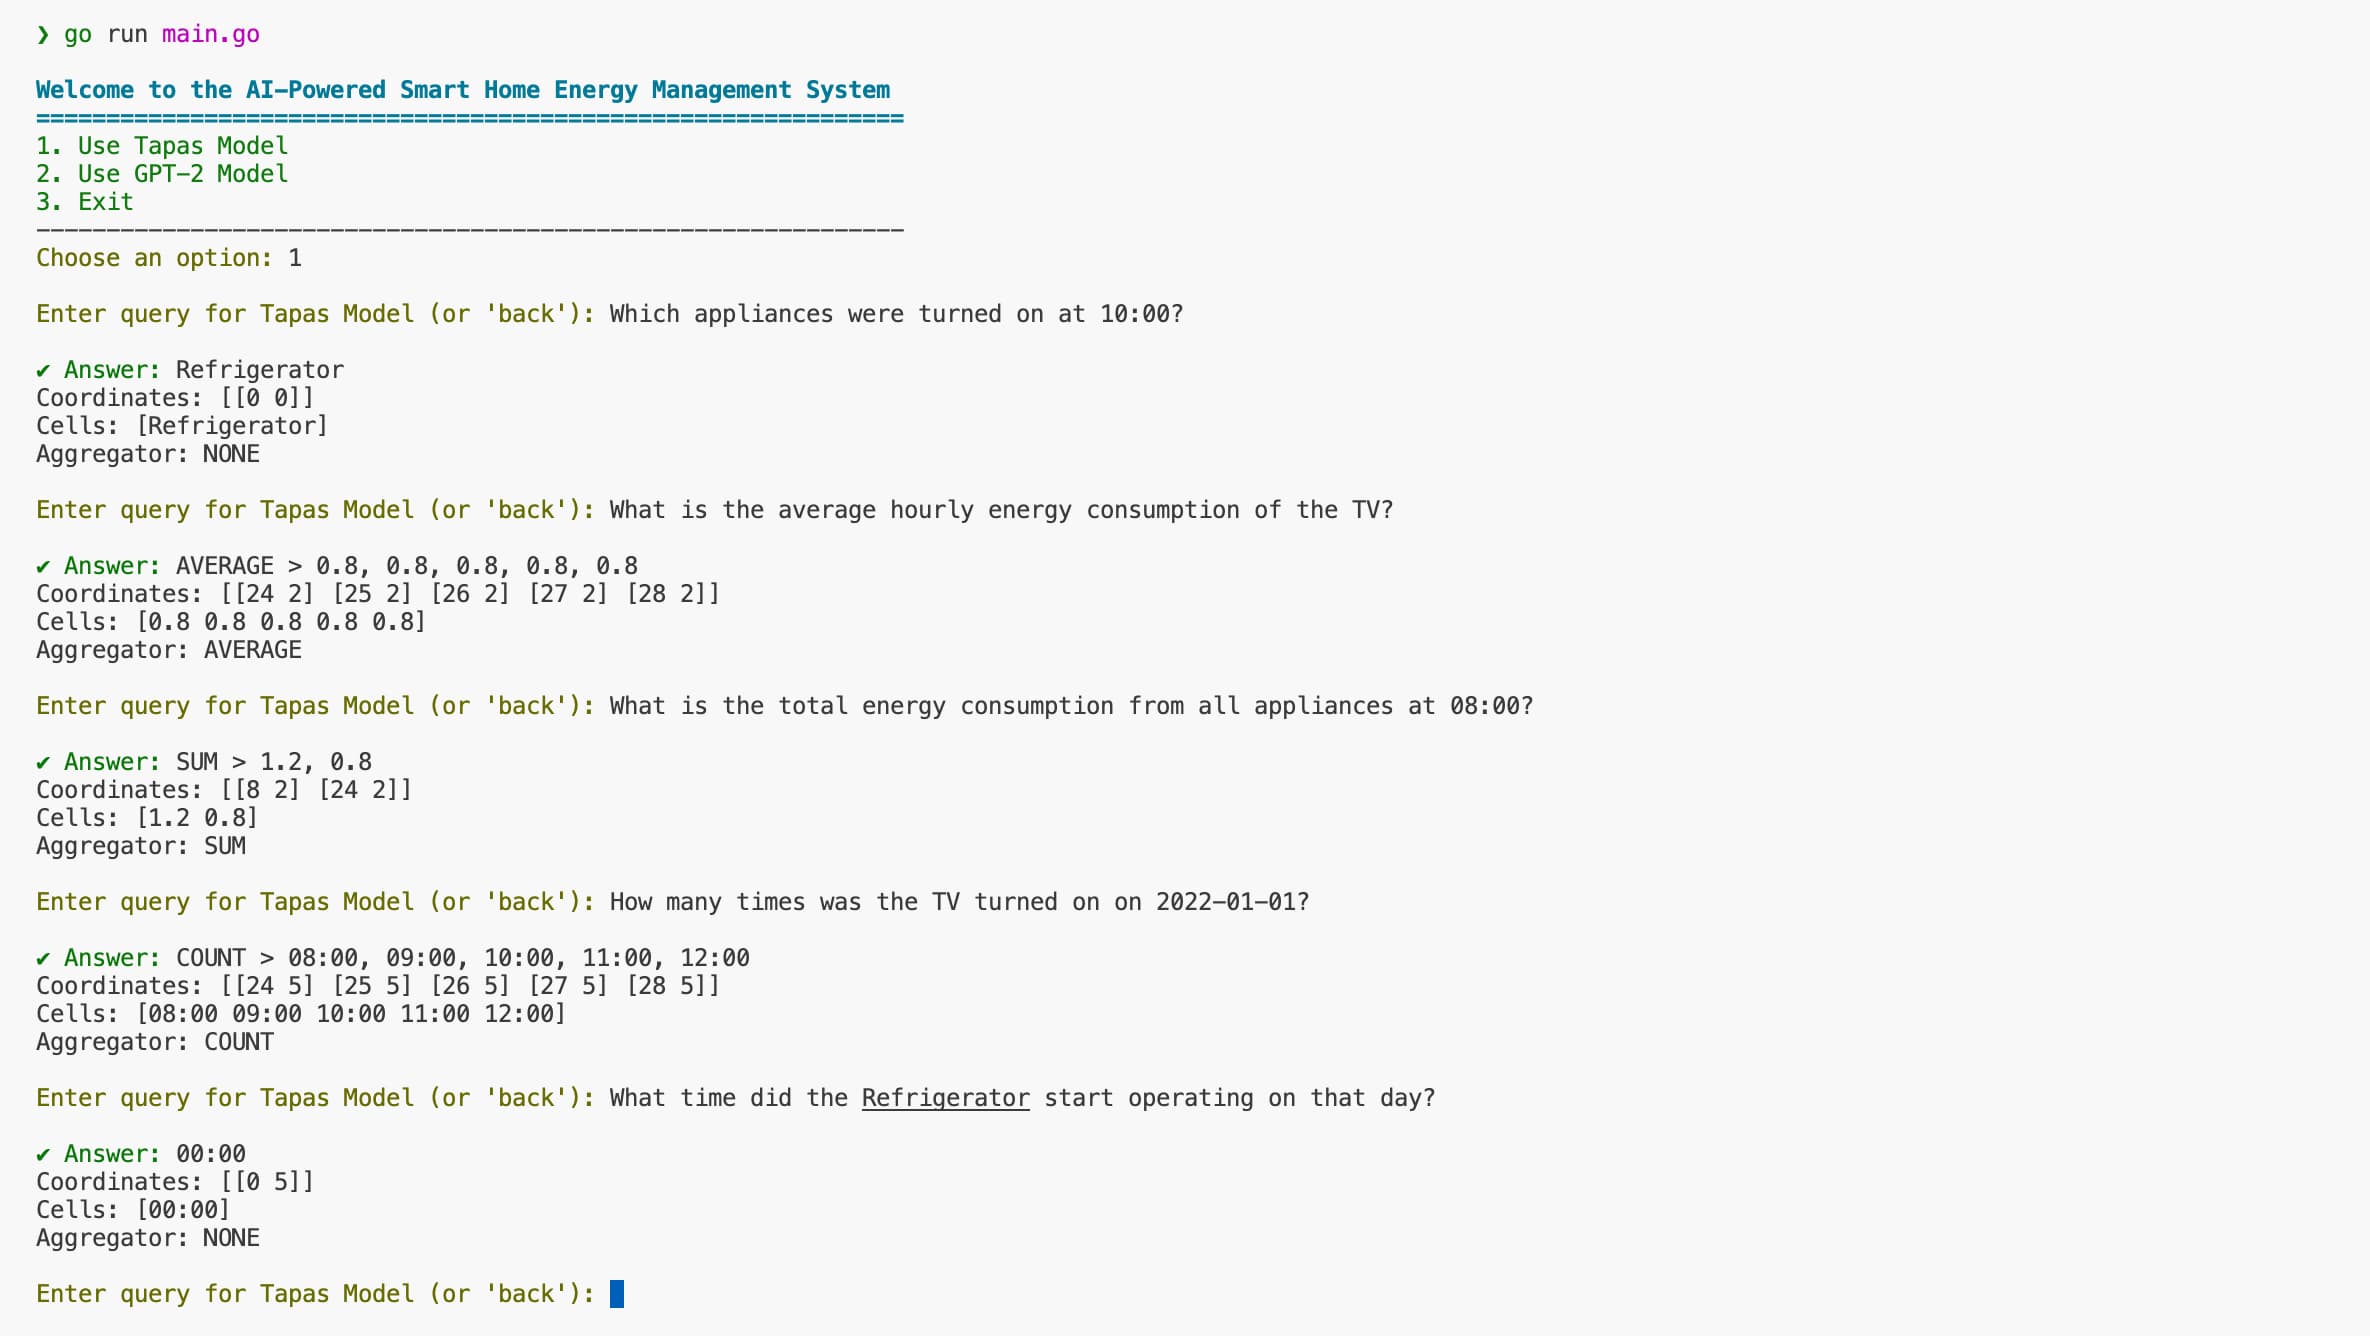 ❯ go run main.go
Welcome to the AI-Powered Smart Home Energy Management System
==============================================================
1. Use Tapas Model
2. Use GPT-2 Model
3. Exit
--------------------------------------------------------------
Choose an option: 1
Enter query for Tapas Model (or 'back'): Which appliances were turned on at 10:00?
✔ Answer: Refrigerator
Coordinates: [[0 0]]
Cells: [Refrigerator]
Aggregator: NONE
Enter query for Tapas Model (or 'back'): What is the average hourly energy consumption of the TV?
✔ Answer: AVERAGE > 0.8, 0.8, 0.8, 0.8, 0.8
Coordinates: [[24 2] [25 2] [26 2] [27 2] [28 2]]
Cells: [0.8 0.8 0.8 0.8 0.8]
Aggregator: AVERAGE
Enter query for Tapas Model (or 'back'): What is the total energy consumption from all appliances at 08:00?
✔ Answer: SUM > 1.2, 0.8
Coordinates: [[8 2] [24 2]]
Cells: [1.2 0.8]
Aggregator: SUM
Enter query for Tapas Model (or 'back'): How many times was the TV turned on on 2022-01-01?
✔ Answer: COUNT > 08:00, 09:00, 10:00, 11:00, 12:00
Coordinates: [[24 5] [25 5] [26 5] [27 5] [28 5]]
Cells: [08:00 09:00 10:00 11:00 12:00]
Aggregator: COUNT
Enter query for Tapas Model (or 'back'): What time did the Refrigerator start operating on that day?
✔ Answer: 00:00
Coordinates: [[0 5]]
Cells: [00:00]
Aggregator: NONE
Enter query for Tapas Model (or 'back'):